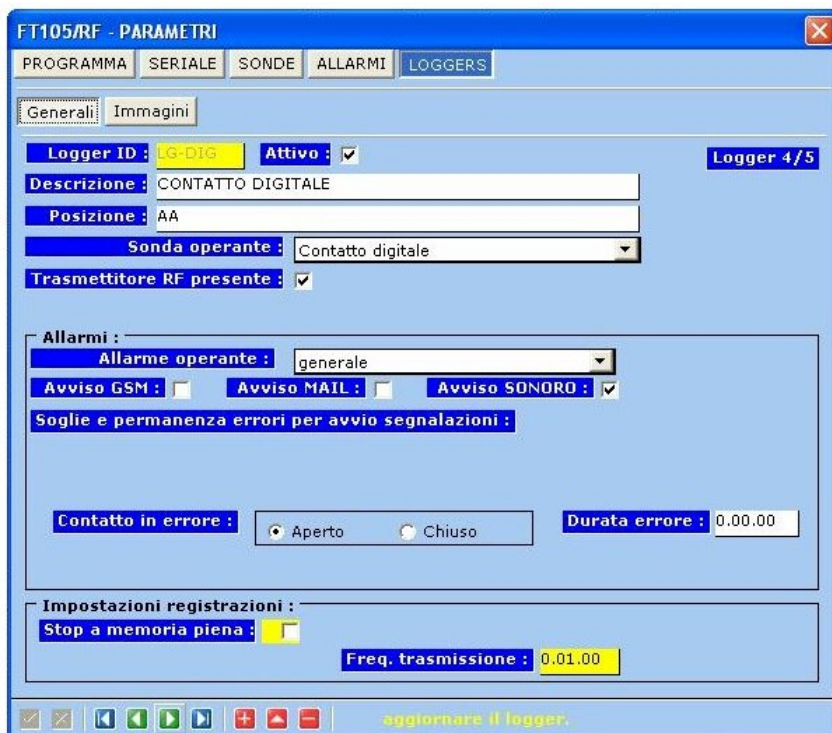 FT105/RF - PARAMETRI
PROGRAMMA SERIALE SONDE ALLARMI LOGGERS
Generali Immagini
Logger ID : LG-DIG Attivo : Logger 4/5
Descrizione : CONTATTO DIGITALE
Posizione : AA
Sonda operante : Contatto digitale
Trasmettitore RF presente :
Allarmi :
Allarme operante : generale
Avviso GSM : Avviso MAIL : Avviso SONORO :
Soglie e permanenza errori per avvio segnalazioni :
Contatto in errore : Aperto Chiuso Durata errore : 0.00.00
Impostazioni registrazioni :
Stop a memoria piena :
Freq. trasmissione : 0.01.00
aggiornare il logger.